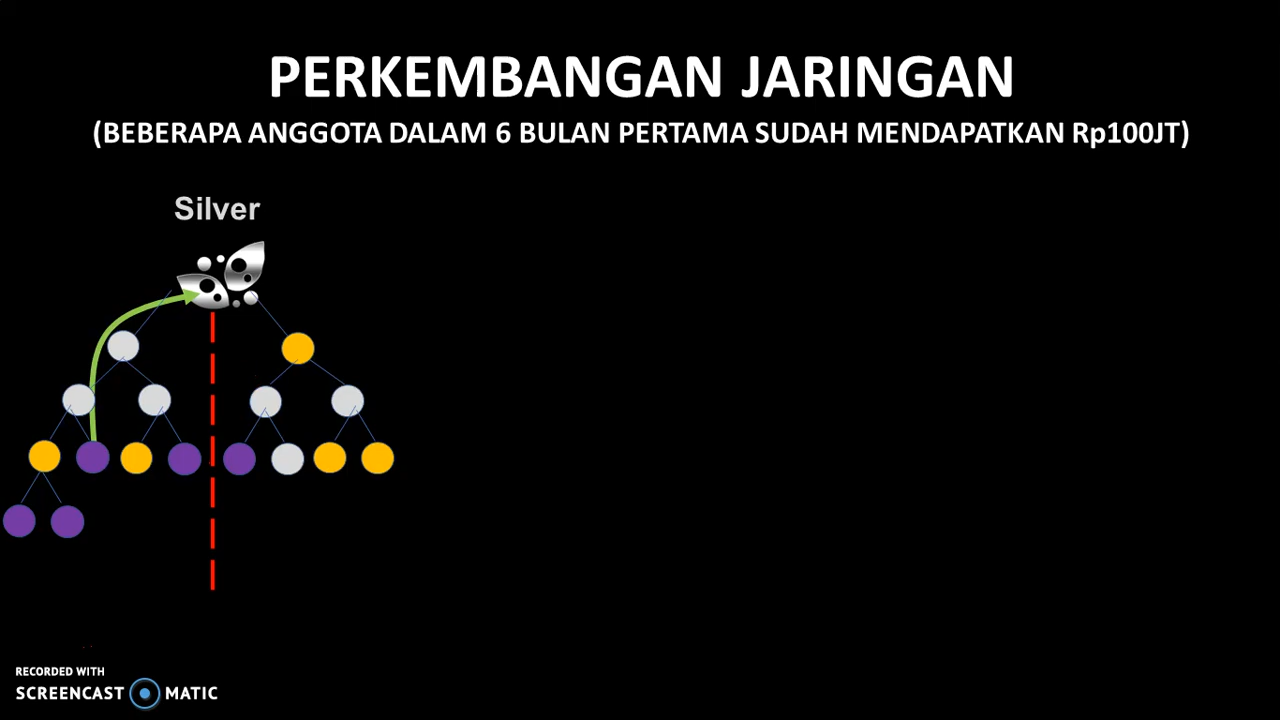 PERKEMBANGAN JARINGAN
(BEBERAPA ANGGOTA DALAM 6 BULAN PERTAMA SUDAH MENDAPATKAN Rp100JT)
Silver
RECORDED WITH
SCREENCAST MATIC